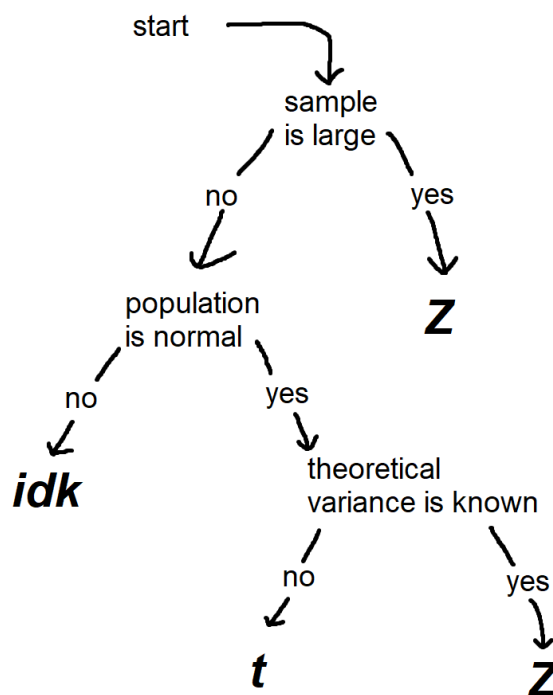 start
sample
is large
no
yes
population
is normal
Z
no
yes
idk
theoretical
variance is known
no
yes
t
Z